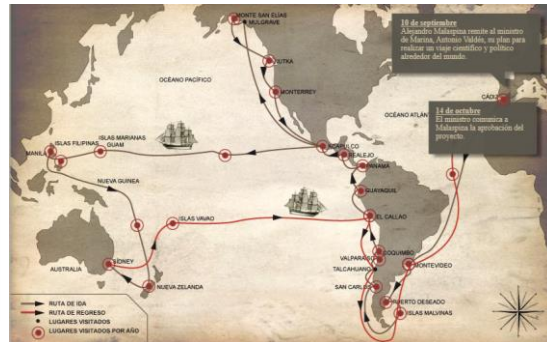 MONTE SAN ELÍAS
MULGRAVE
10 de septiembre
Alejandro Malaspina remite al ministro
de Marina, Antonio Valdés, su plan para
realizar un viaje científico y político
alrededor del mundo.
NUTKA
OCÉANO PACÍFICO
MONTERREY
CÁDIZ
OCÉANO ATLÁN
14 de octubre
El ministro comunica a
Malaspina la aprobación del
proyecto.
ISLAS FILIPINAS
ISLAS MARIANAS
GUAM
MANILA
ACAPULCO
REALEJO
PANAMÁ
NUEVA GUINEA
GUAYAQUIL
ISLAS VAVAO
EL CALLAO
SÍDNEY
AUSTRALIA
COQUIMBO
VALPARAÍSO
TALCAHUANO
MONTEVIDEO
NUEVA ZELANDA
SAN CARLOS
PUERTO DESEADO
ISLAS MALVINAS
RUTA DE IDA
RUTA DE REGRESO
LUGARES VISITADOS
LUGARES VISITADOS POR AÑO